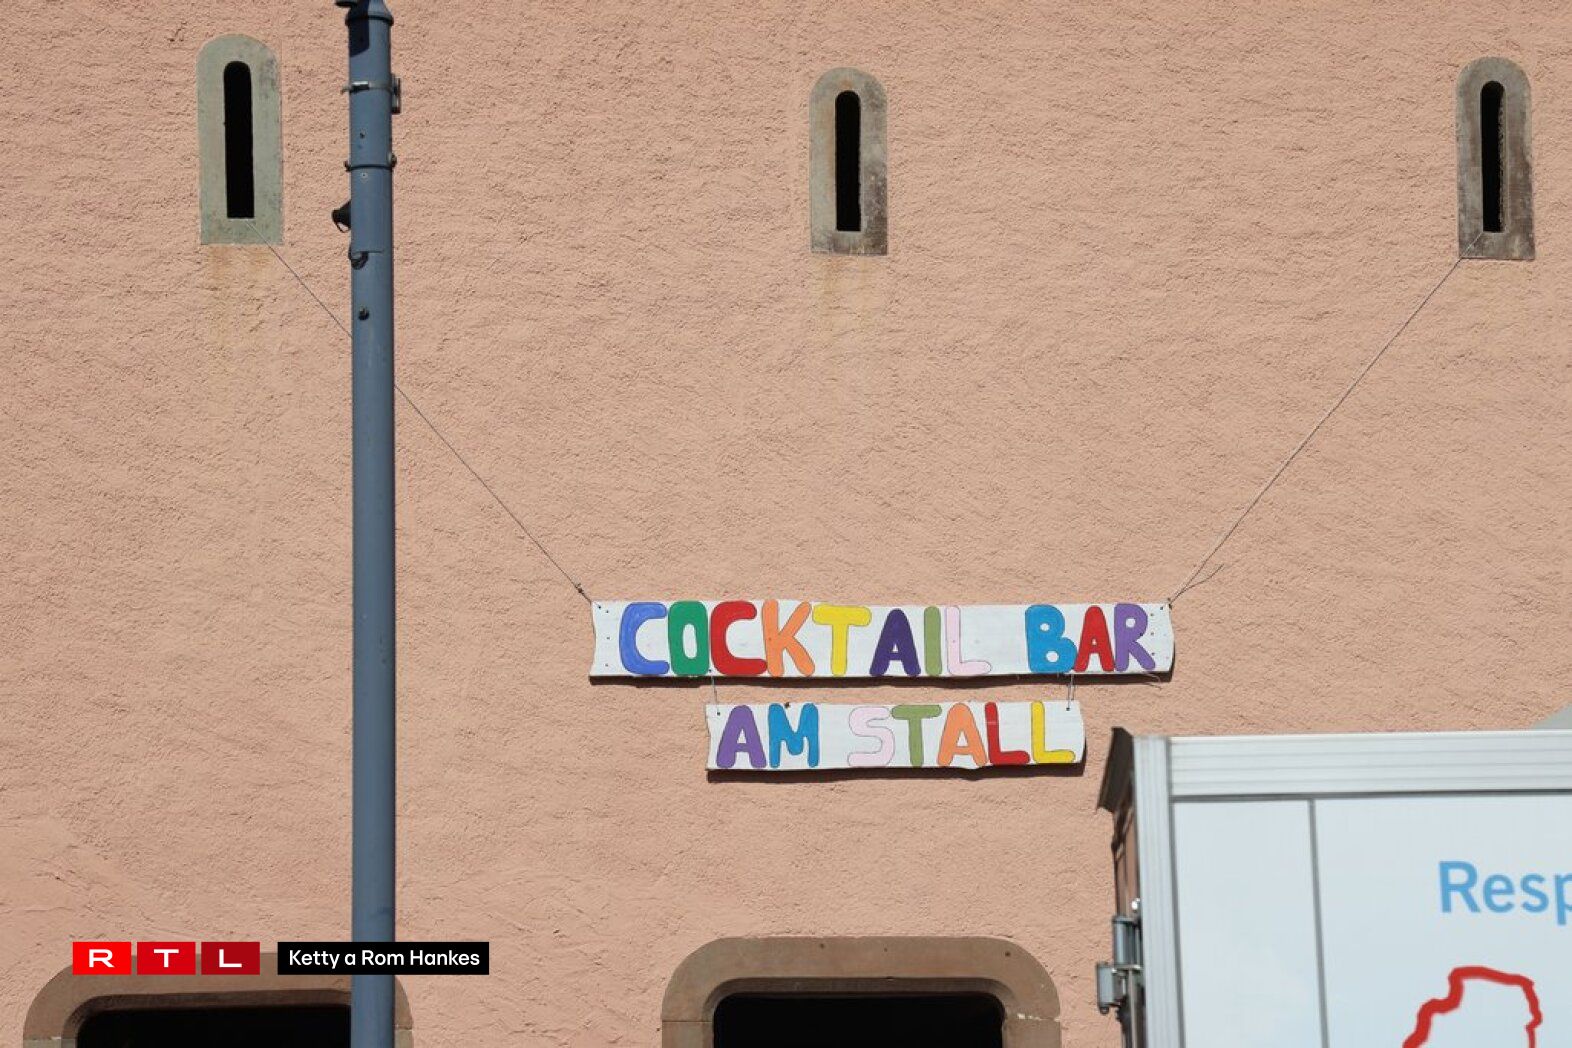 COCKTAIL BAR
AM STALL
Resp
RTL Ketty a Rom Hankes